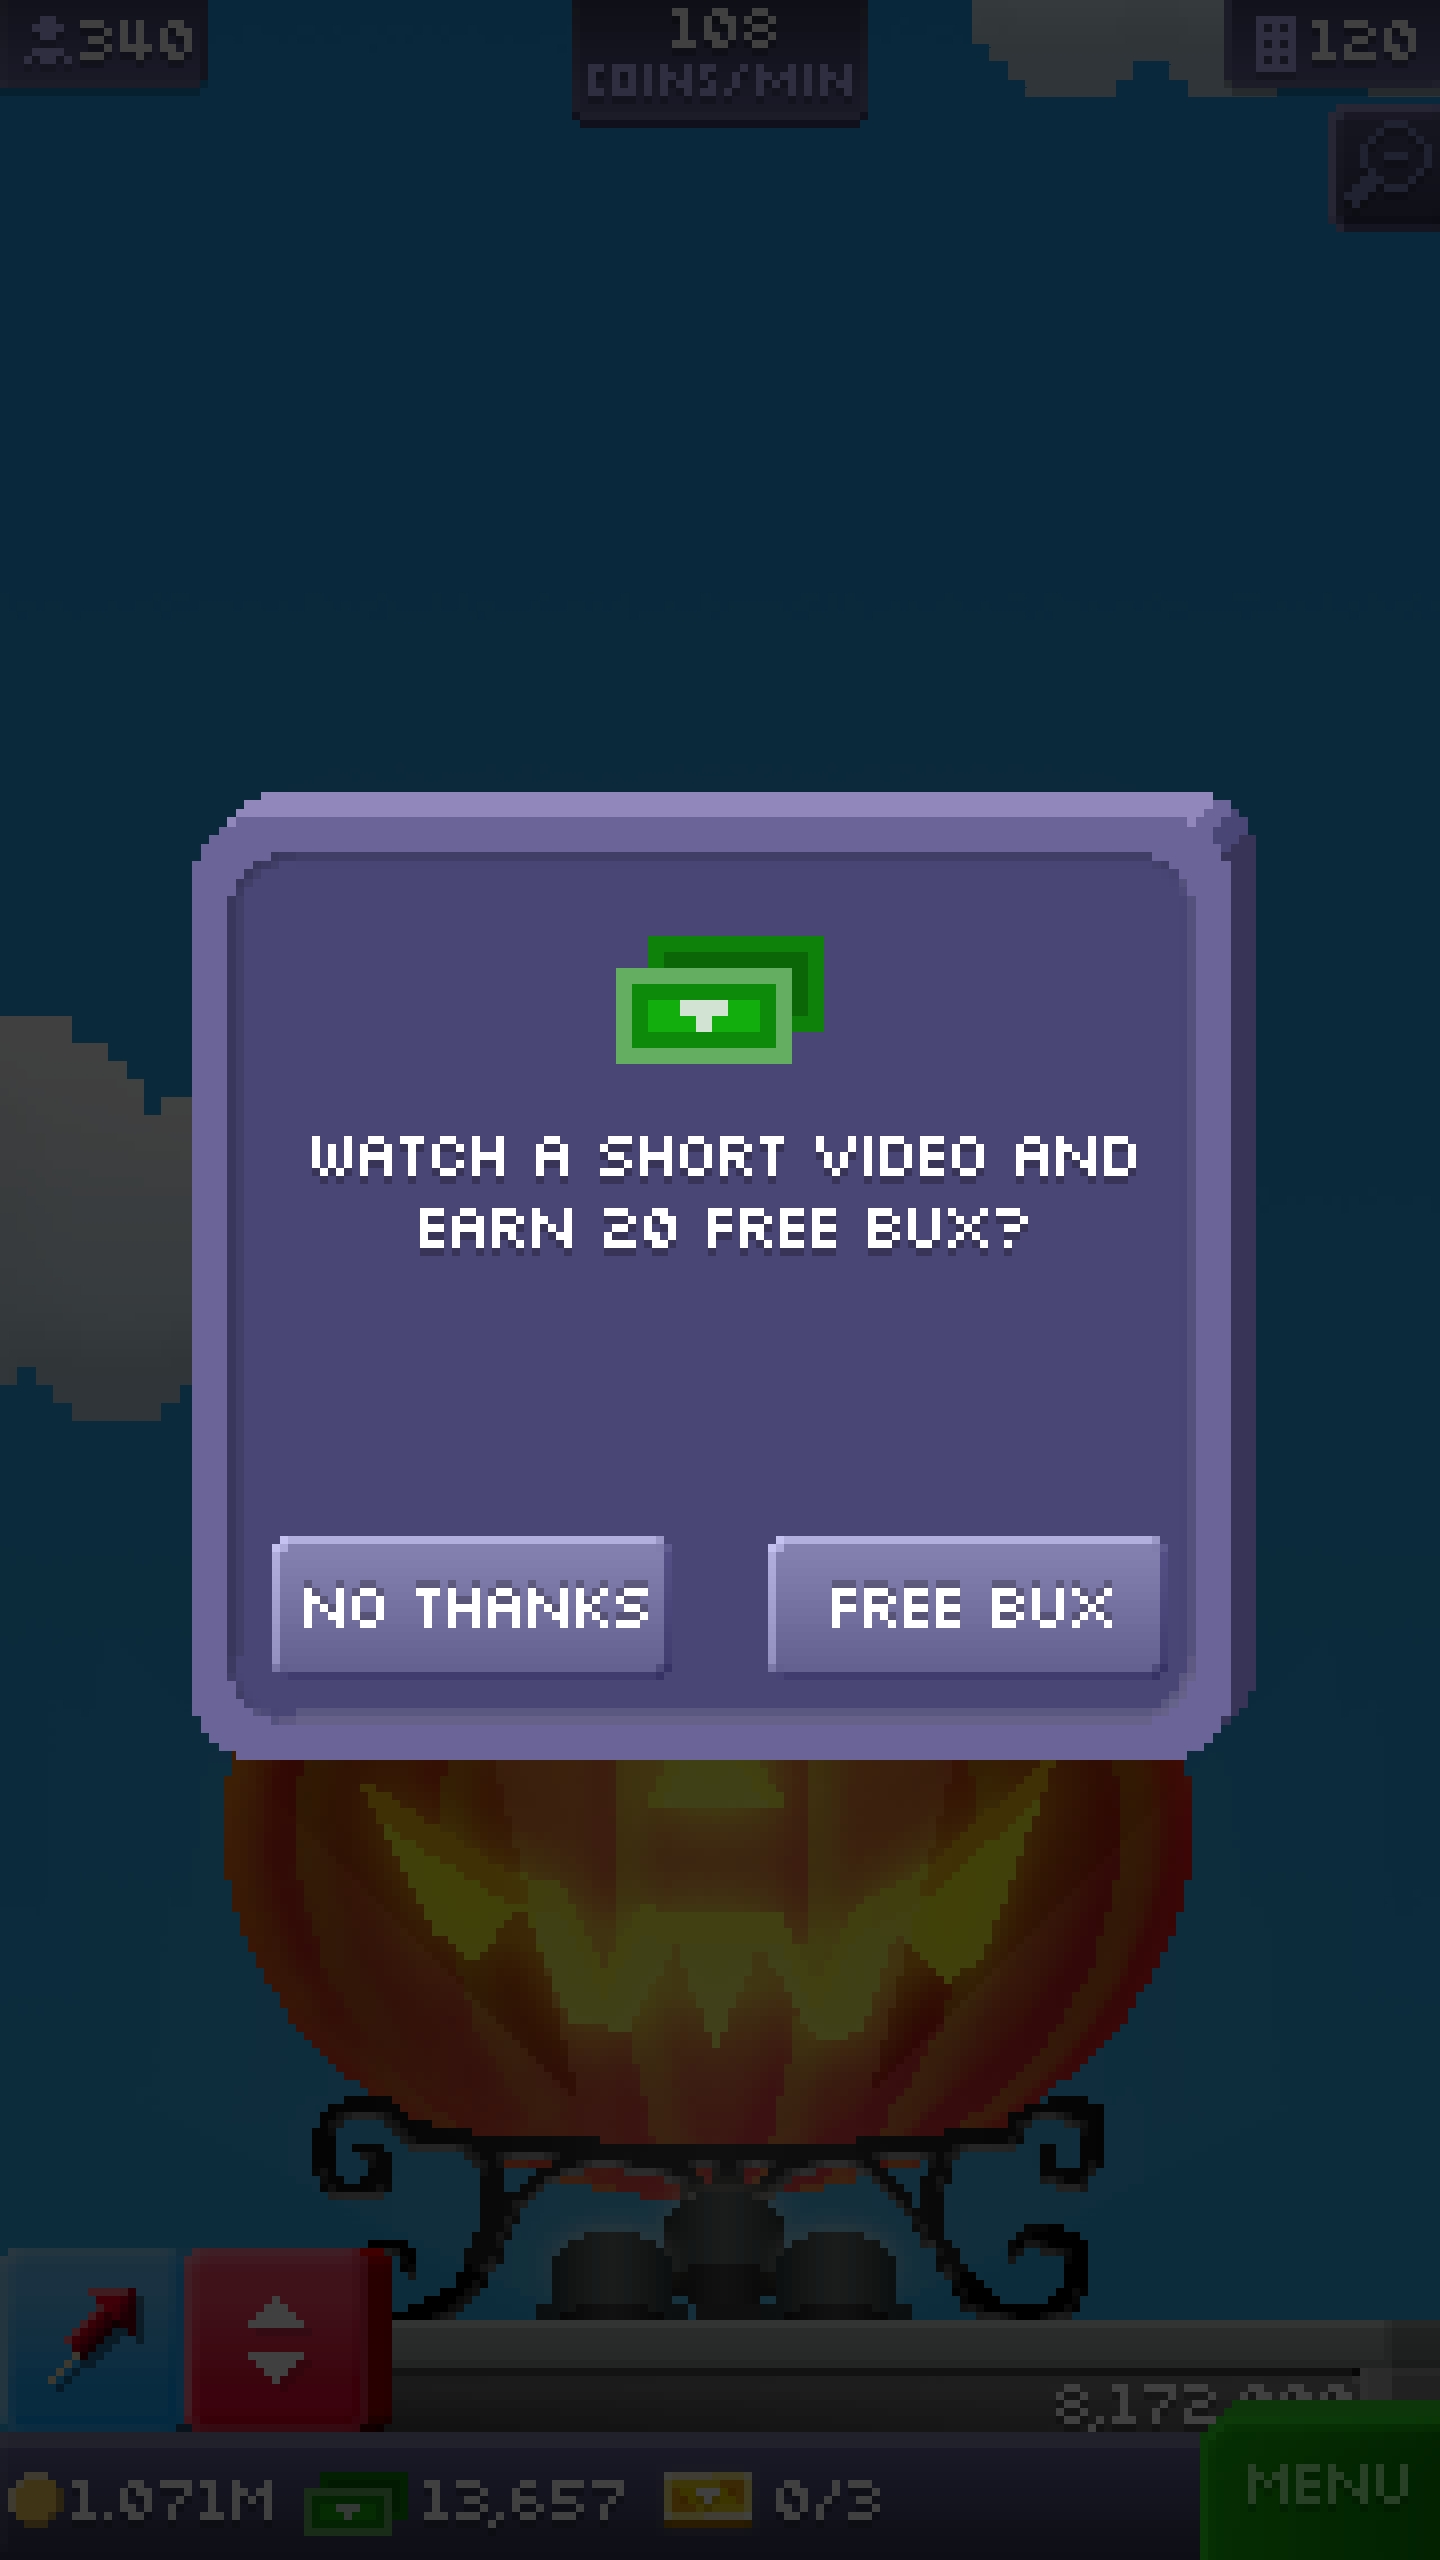 340
108
COINS/MIN
120
WATCH A SHORT VIDEO AND
EARN 20 FREE BUX?
NO THANKS
FREE BUX
8,172
1.071M
13,657
0/3
MENU